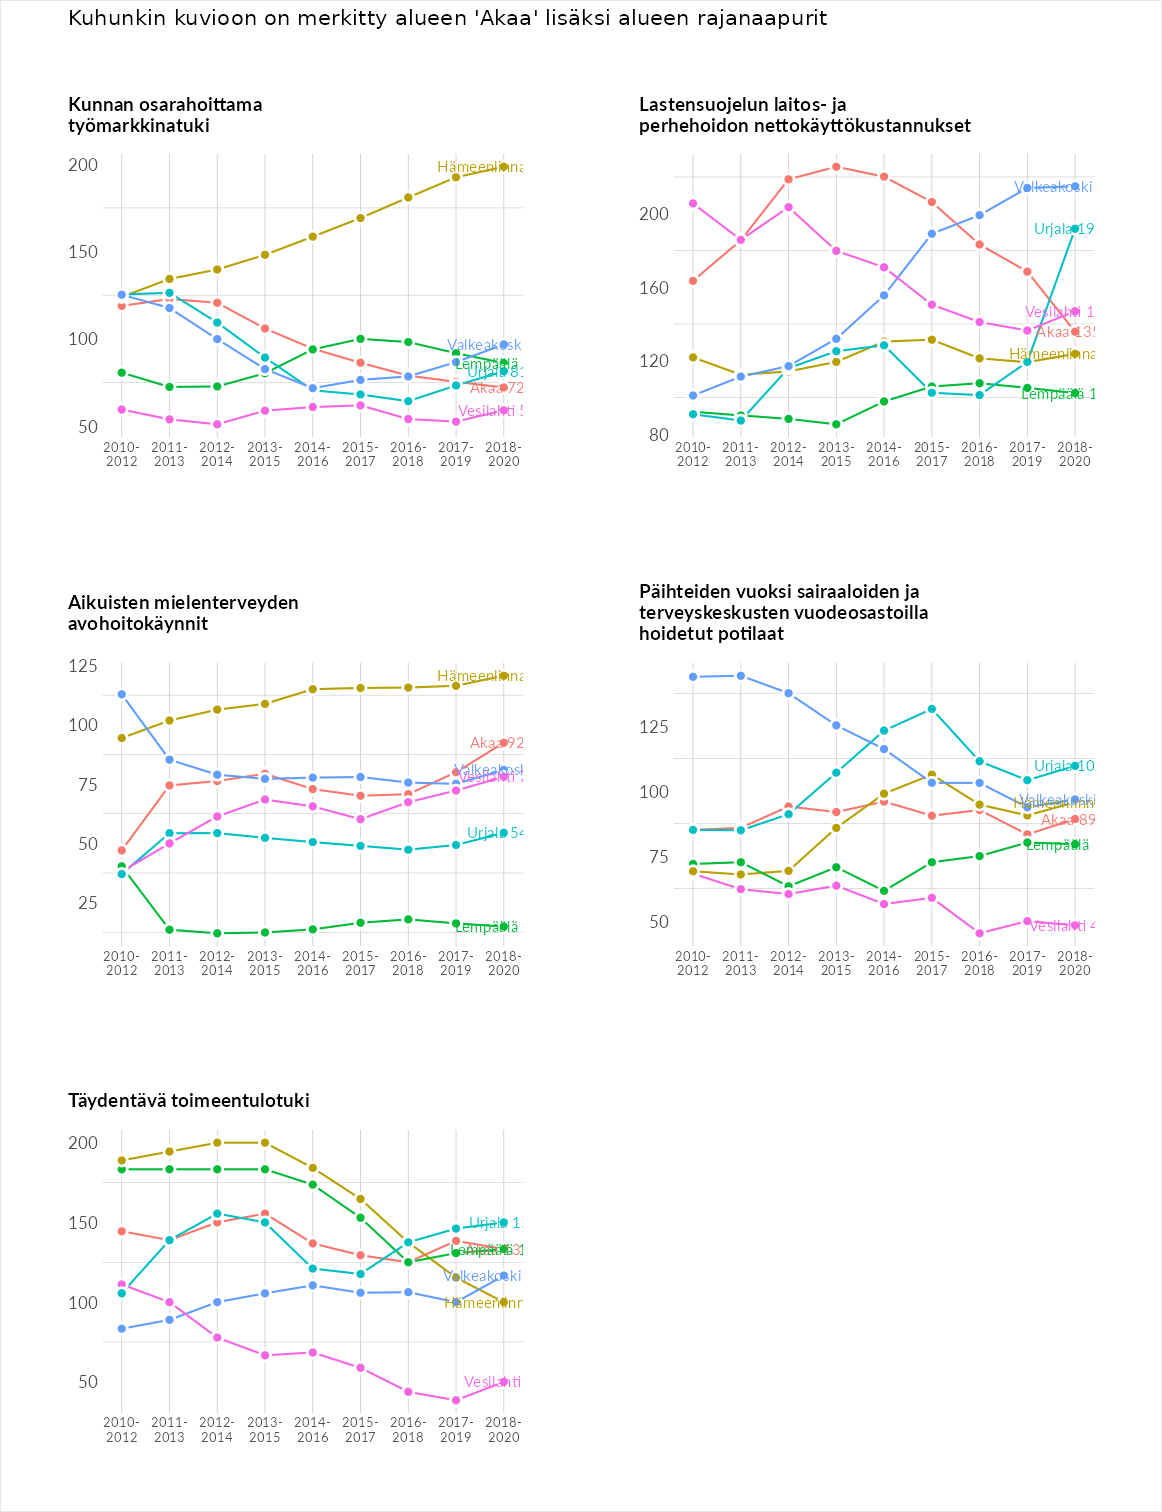 Kuhunkin kuvioon on merkitty alueen 'Akaa' lisäksi alueen rajanaapurit
Kunnan osarahoittama
työmarkkinatuki
200
150
100
50
Hämeenlinna
Valkeakosk
Lempäälä
Urjala 81
Akaa 72
Vesilahti 5
2010- 2011- 2012- 2013- 2014- 2015- 2016- 2017- 2018-
2012 2013 2014 2015 2016 2017 2018 2019 2020
Lastensuojelun laitos- ja
perhehoidon nettokäyttökustannukset
200
160
120
80
Valkeakoski
Urjala 19
Vesilahti 1
Akaa 135
Hämeenlinna
Lempäälä 1
2010- 2011- 2012- 2013- 2014- 2015- 2016- 2017- 2018-
2012 2013 2014 2015 2016 2017 2018 2019 2020
Aikuisten mielenterveyden
avohoitokäynnit
125
100
75
50
25
Hämeenlinna
Akaa 92
Valkeakosk
Vesilahti
Urjala 54
Lempäälä
2010- 2011- 2012- 2013- 2014- 2015- 2016- 2017- 2018-
2012 2013 2014 2015 2016 2017 2018 2019 2020
Päihteiden vuoksi sairaaloiden ja
terveyskeskusten vuodeosastoilla
hoidetut potilaat
125
100
75
50
Urjala 10
Valkeakoski
Hämeenlinn
Akaa 89
Lempäälä
Vesilahti 4
2010- 2011- 2012- 2013- 2014- 2015- 2016- 2017- 2018-
2012 2013 2014 2015 2016 2017 2018 2019 2020
Täydentävä toimeentulotuki
200
150
100
50
Urjala 15
Lempäälä 1
Valkeakoski
Hämeenlinn
Vesilahti
2010- 2011- 2012- 2013- 2014- 2015- 2016- 2017- 2018-
2012 2013 2014 2015 2016 2017 2018 2019 2020